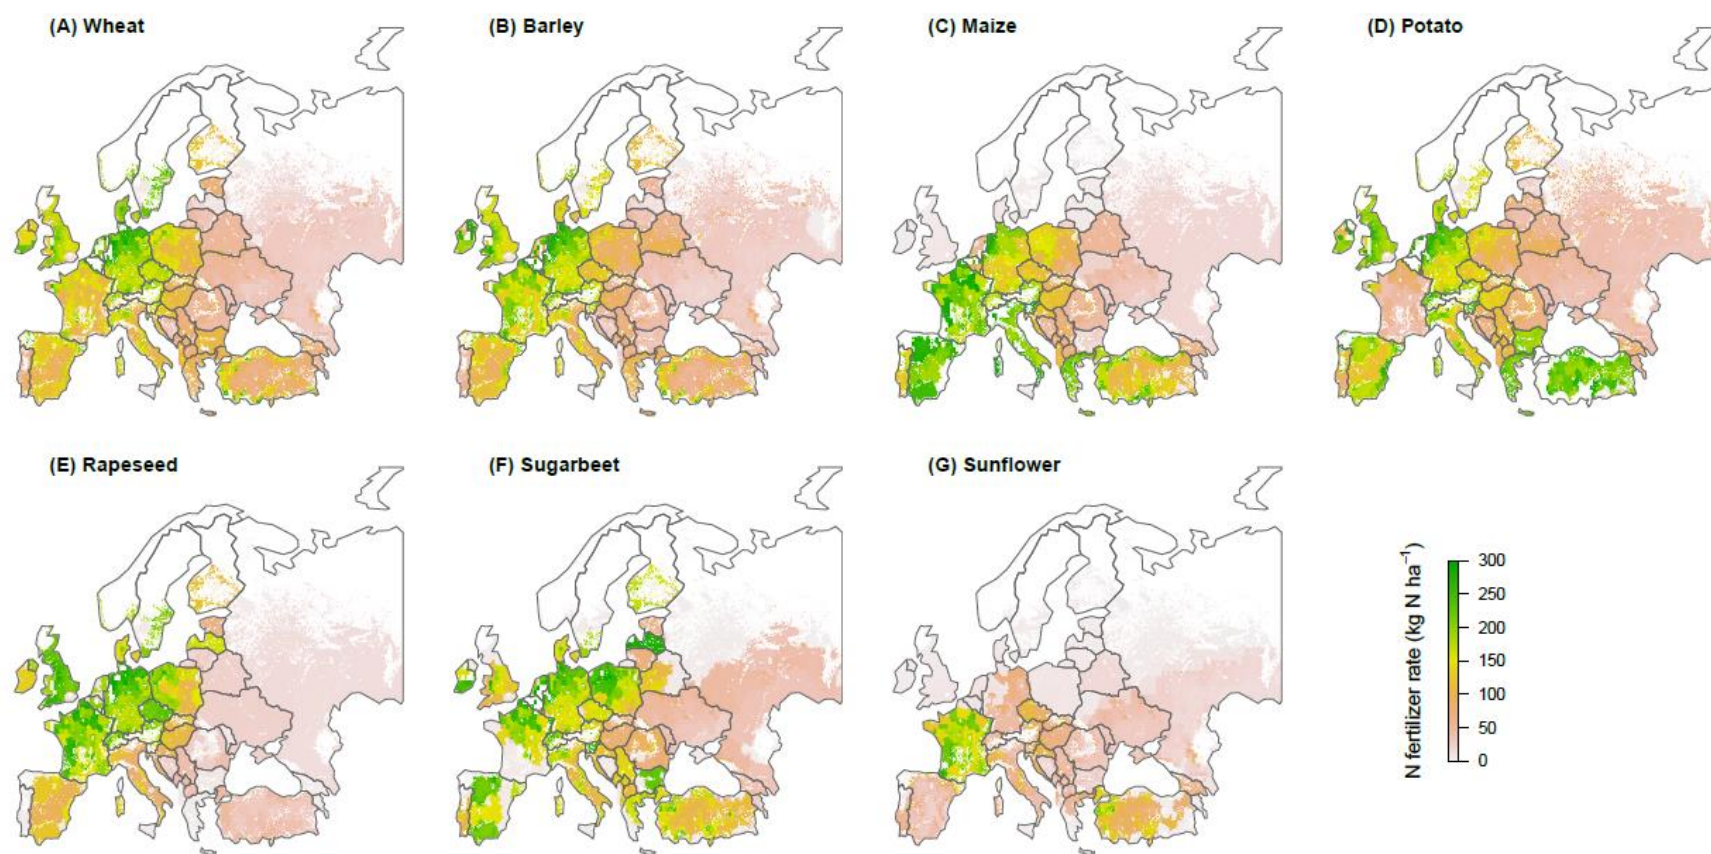 (A) Wheat
(B) Barley
(C) Maize
(D) Potato
(E) Rapeseed
(F) Sugarbeet
(G) Sunflower
N fertilizer rate (kg N ha⁻¹)
300
250
200
150
100
50
0